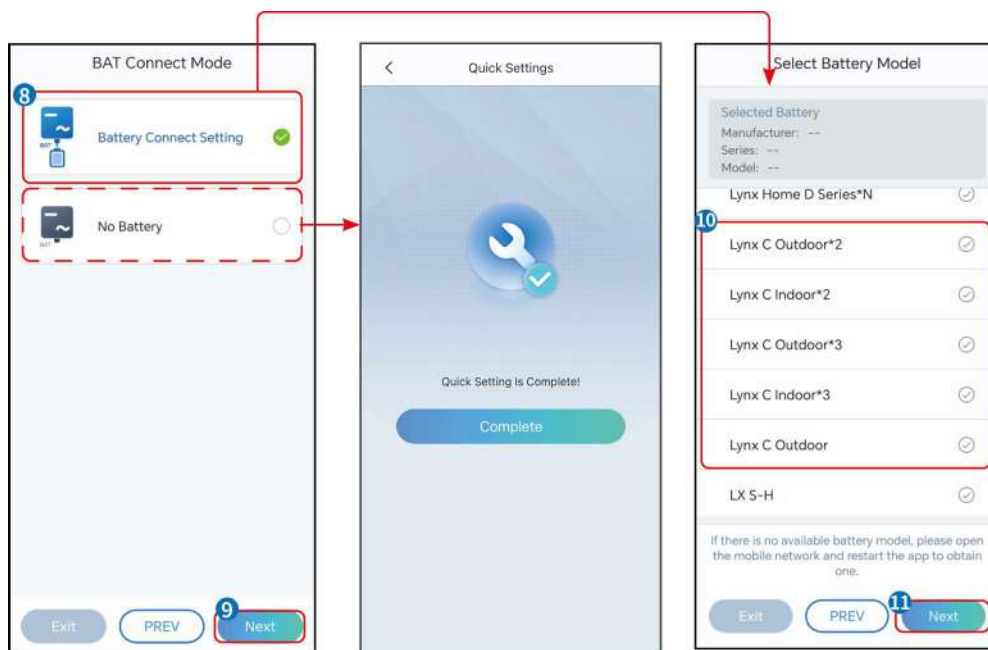 BAT Connect Mode
8
Battery Connect Setting
BAT
No Battery
BAT
Exit
PREV
9
Next
Quick Settings
Quick Setting Is Complete!
Complete
Select Battery Model
Selected Battery
Manufacturer: --
Series: --
Model: --
Lynx Home D Series*N
10
Lynx C Outdoor*2
Lynx C Indoor*2
Lynx C Outdoor*3
Lynx C Indoor*3
Lynx C Outdoor
LX S-H
If there is no available battery model, please open
the mobile network and restart the app to obtain
one.
Exit
PREV
11
Next